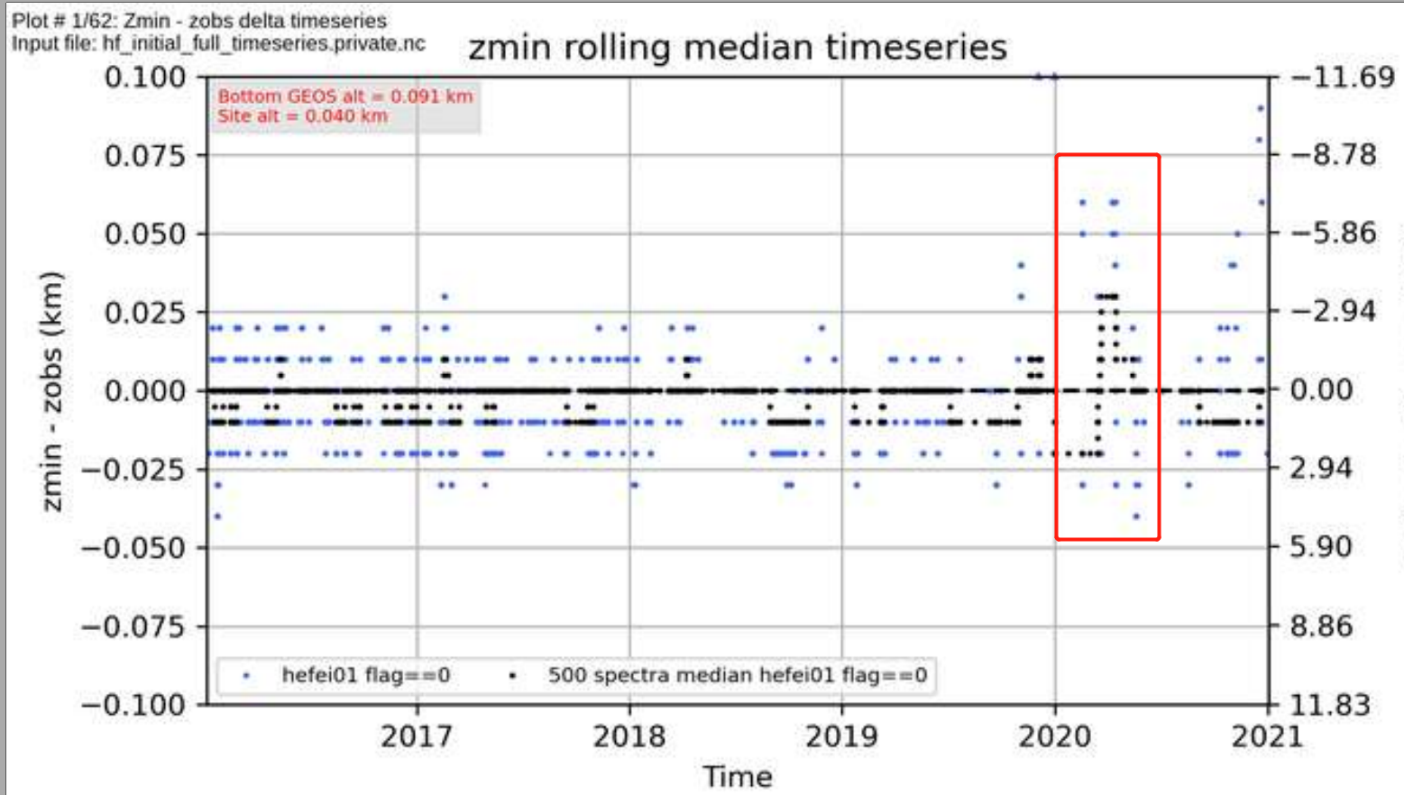 Plot # 1/62: Zmin - zobs delta timeseries
Input file: hf_initial_full_timeseries.private.nc
zmin rolling median timeseries
Bottom GEOS alt = 0.091 km
Site alt = 0.040 km
0.100
0.075
0.050
0.025
0.000
−0.025
−0.050
−0.075
−0.100
zmin - zobs (km)
−11.69
−8.78
−5.86
−2.94
0.00
2.94
5.90
8.86
11.83
hefei01 flag==0
500 spectra median hefei01 flag==0
2017 2018 2019 2020 2021
Time